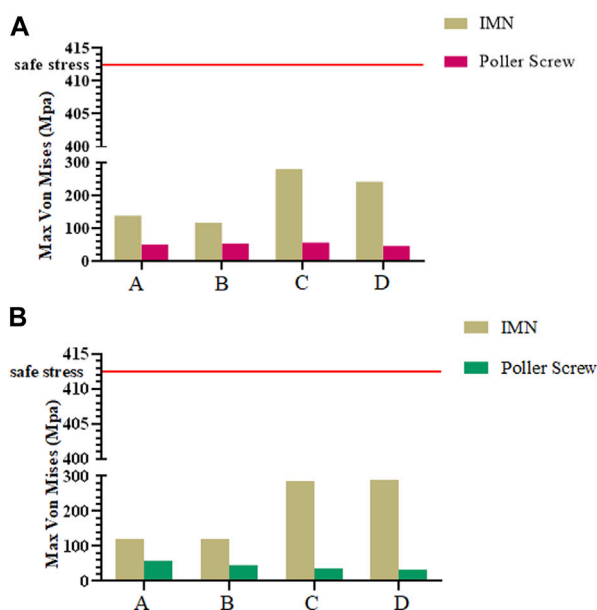 A
IMN
Poller Screw
Max Von Mises (Mpa)
415
safe stress
410
405
400
300
200
100
0
A B C D
B
IMN
Poller Screw
Max Von Mises (Mpa)
415
safe stress
410
405
400
300
200
100
0
A B C D